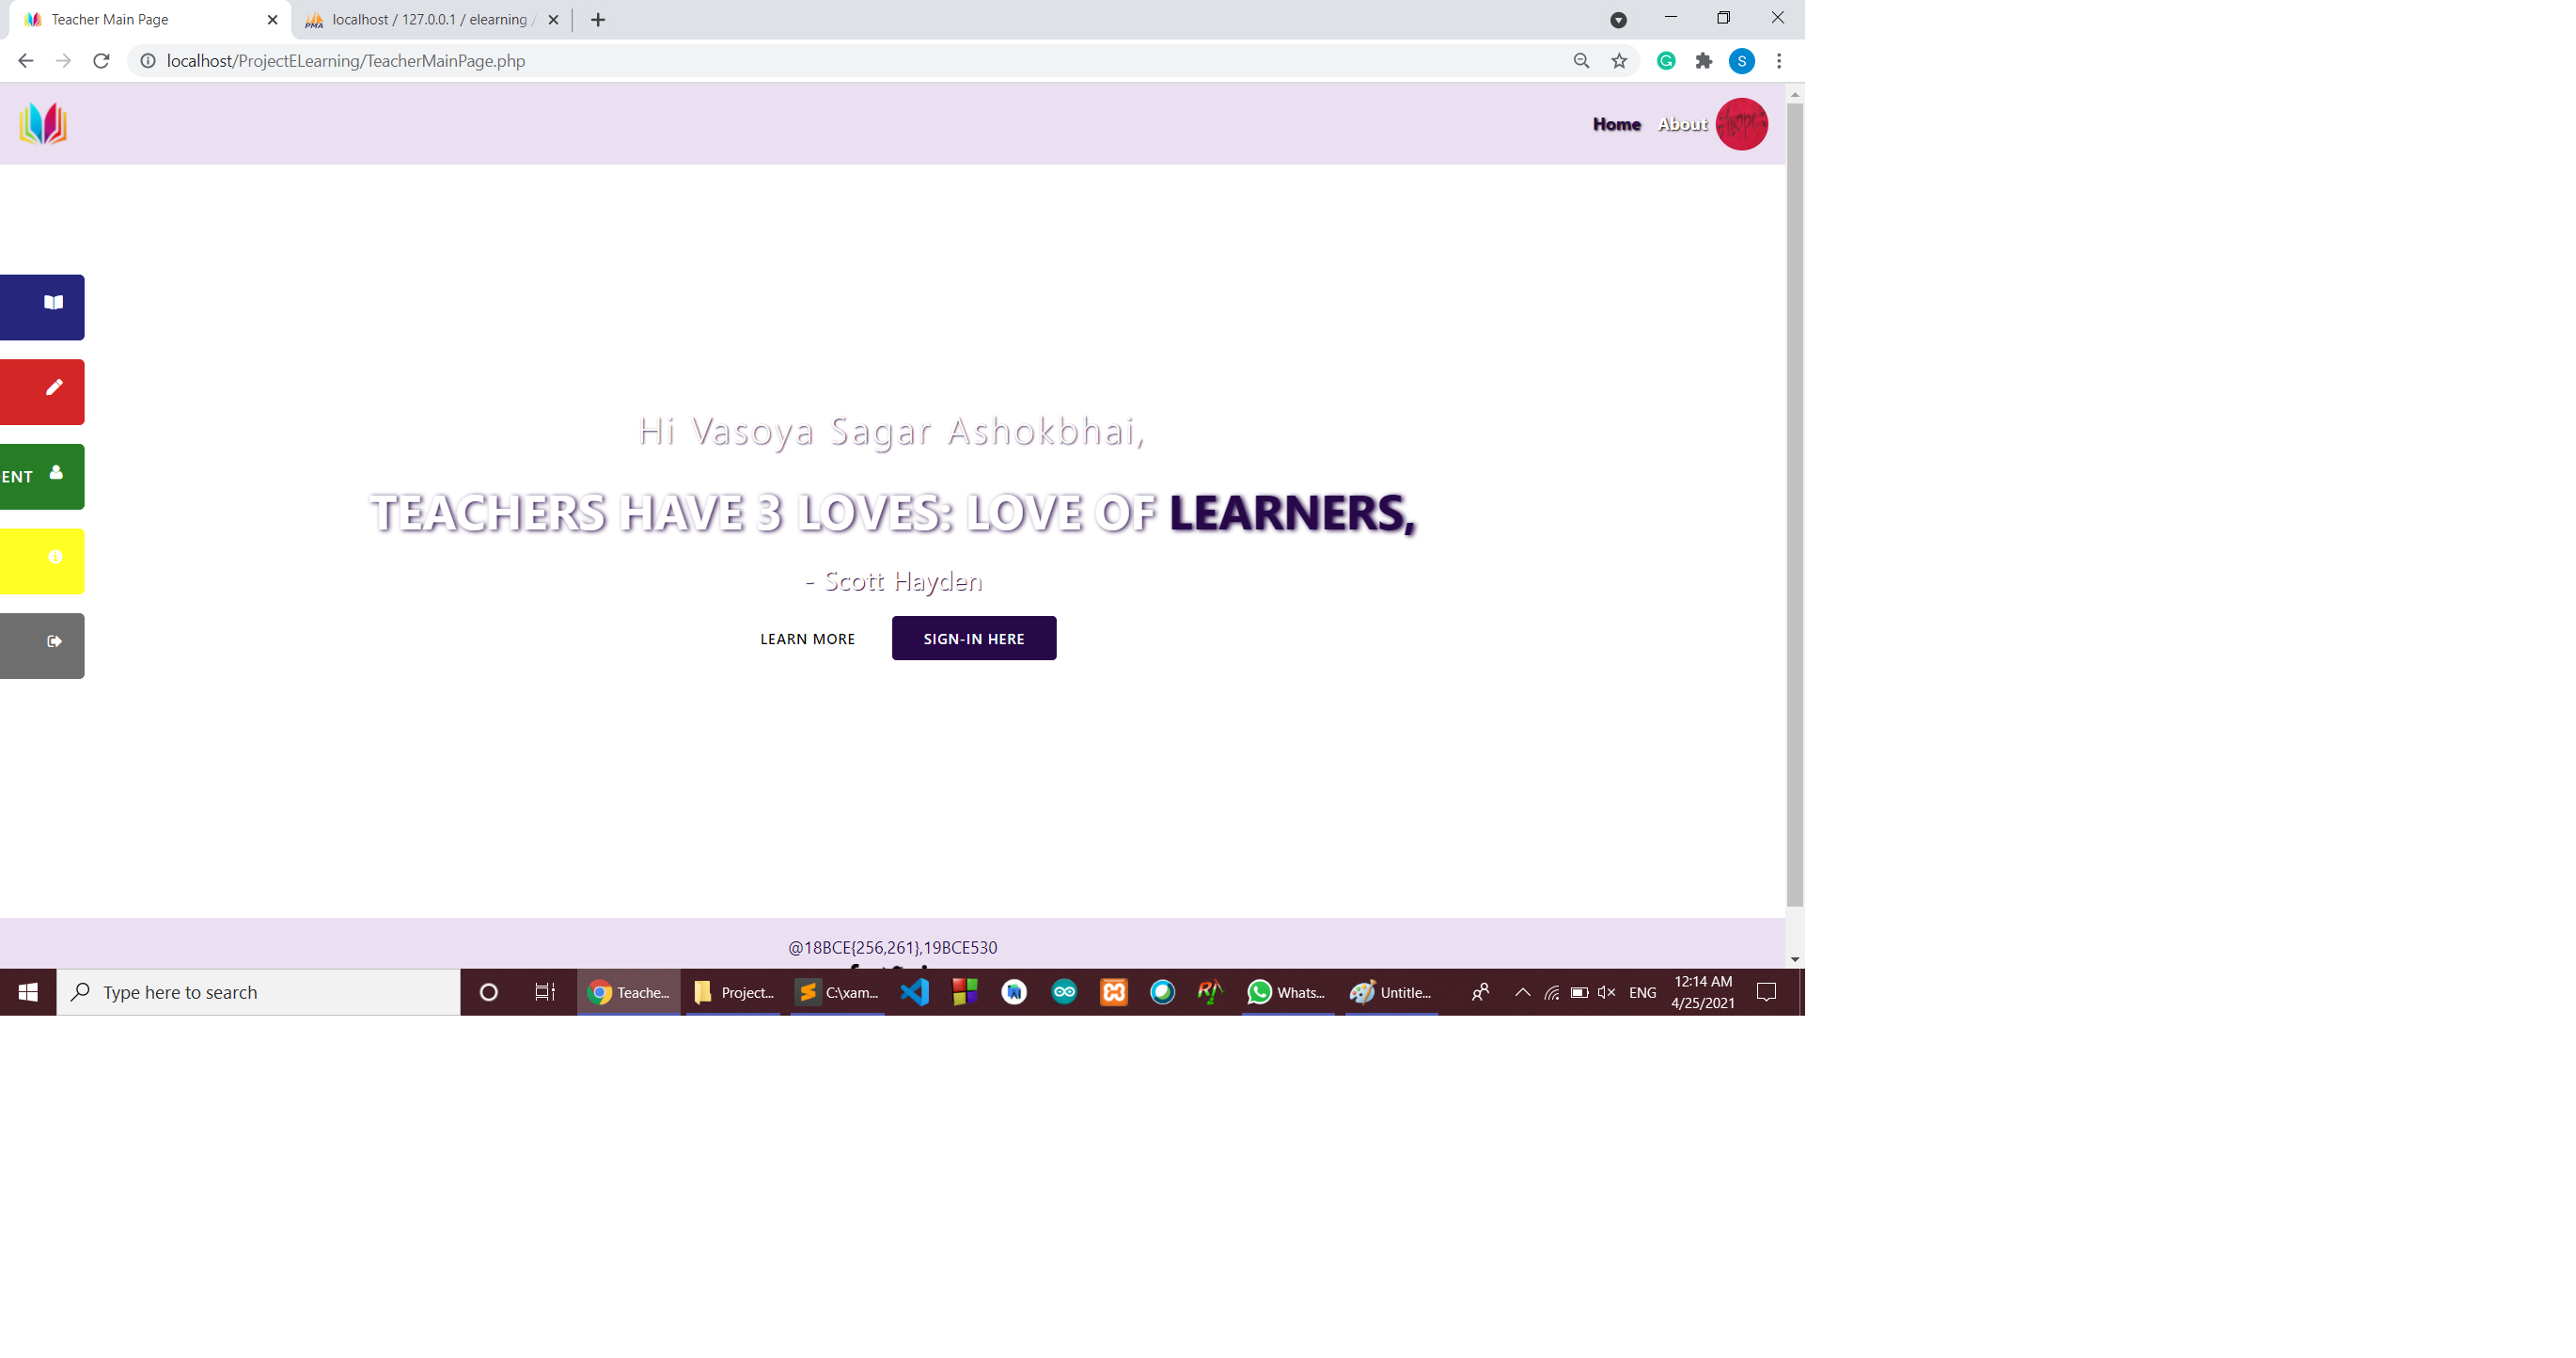 Teacher Main Page
localhost / 127.0.0.1 / elearning /
PMA
localhost/ProjectELearning/TeacherMainPage.php
S
Home About hope
ENT
Hi Vasoya Sagar Ashokbhai,
TEACHERS HAVE 3 LOVES: LOVE OF LEARNERS,
- Scott Hayden
LEARN MORE SIGN-IN HERE
@18BCE{256,261},19BCE530
Type here to search
Teache...
Project...
C:\xam...
Whats...
Untitle...
ENG
12:14 AM
4/25/2021